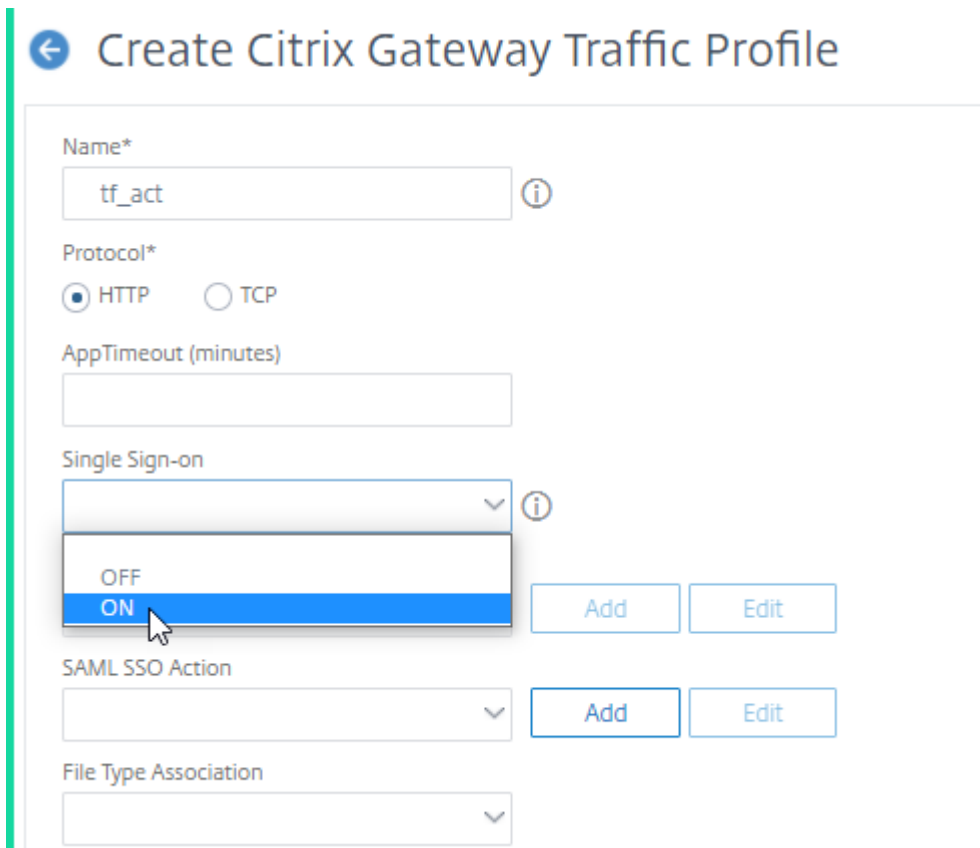 Create Citrix Gateway Traffic Profile
Name*
tf_act
Protocol*
HTTP TCP
AppTimeout (minutes)
Single Sign-on
OFF
ON
Add Edit
SAML SSO Action
Add Edit
File Type Association